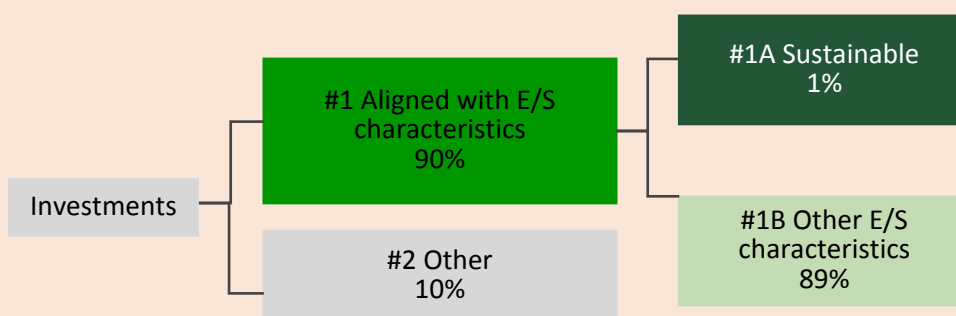 #1A Sustainable
1%
#1 Aligned with E/S
characteristics
90%
Investments
#1B Other E/S
characteristics
89%
#2 Other
10%